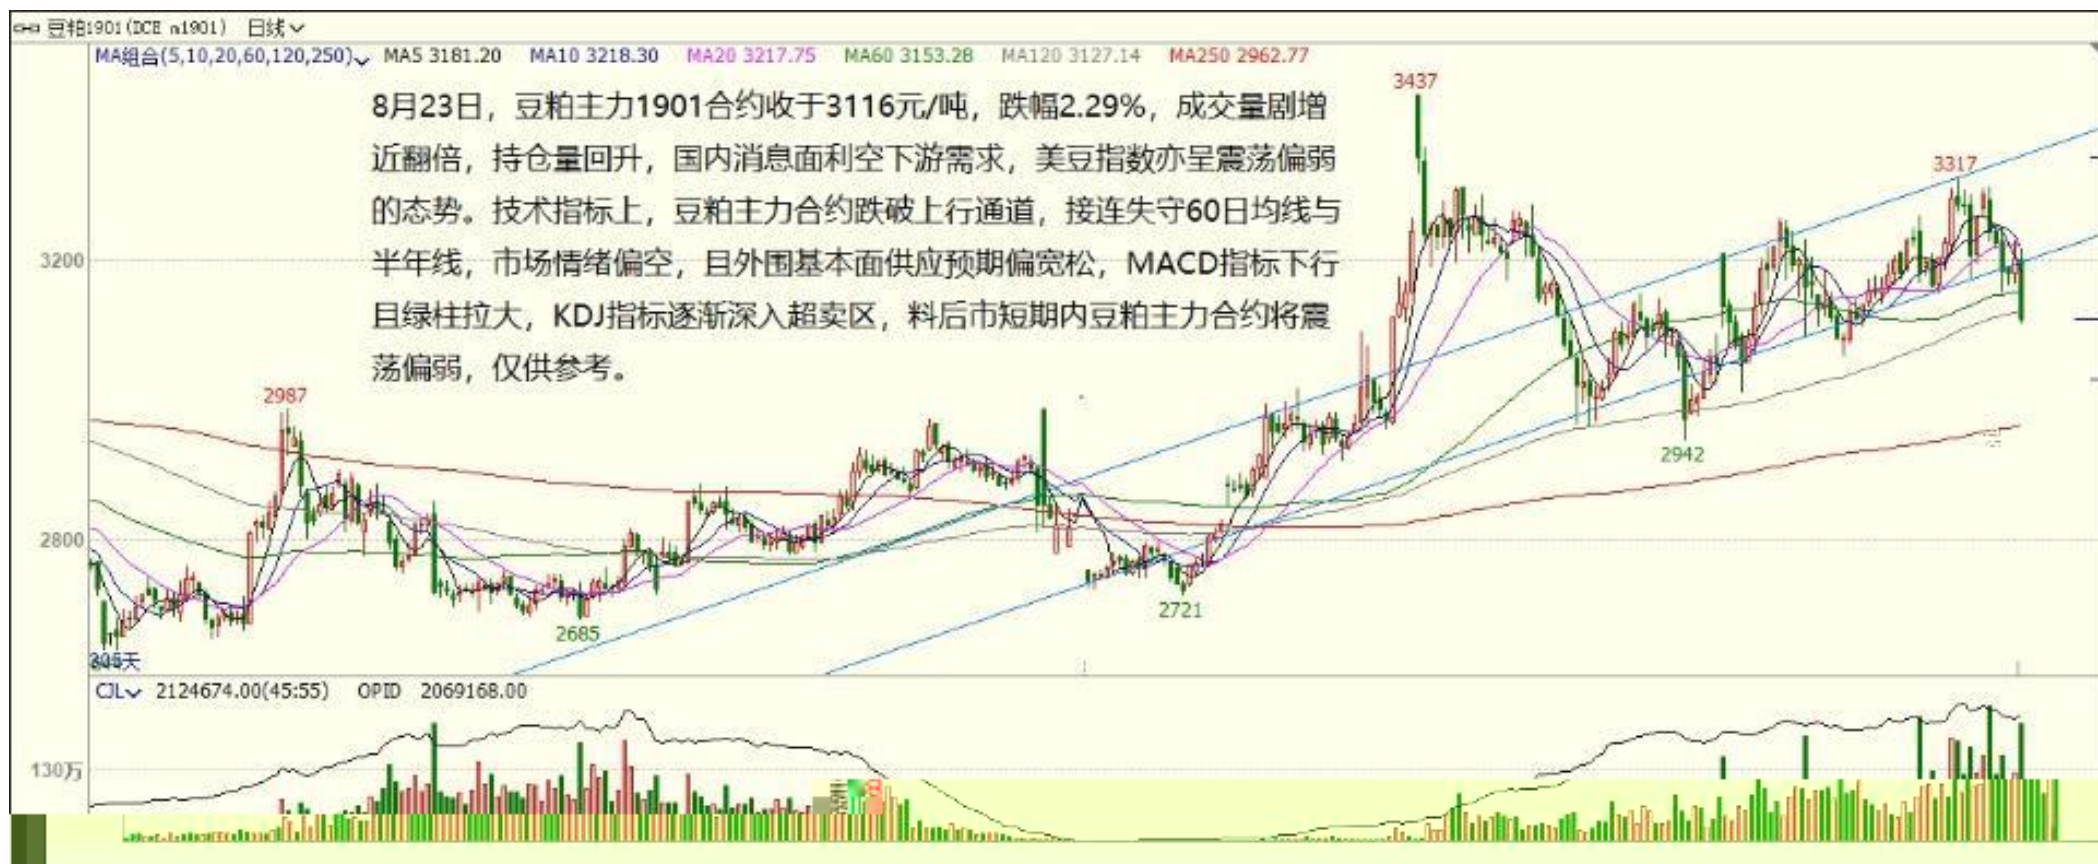 豆粕1901(DCE m1901) 日线
MA组合(5,10,20,60,120,250) MA5 3181.20 MA10 3218.30 MA20 3217.75 MA60 3153.28 MA120 3127.14 MA250 2962.77
3437
8月23日，豆粕主力1901合约收于3116元/吨，跌幅2.29%，成交量剧增
近翻倍，持仓量回升，国内消息面利空下游需求，美豆指数亦呈震荡偏弱
的态势。技术指标上，豆粕主力合约跌破上行通道，接连失守60日均线与
半年线，市场情绪偏空，且外围基本面供应预期偏宽松，MACD指标下行
且绿柱拉大，KDJ指标逐渐深入超卖区，料后市短期内豆粕主力合约将震
荡偏弱，仅供参考。
3317
3200
2987
2942
2800
2721
2685
305天
CJL 2124674.00(45:55) OPID 2069168.00
130万